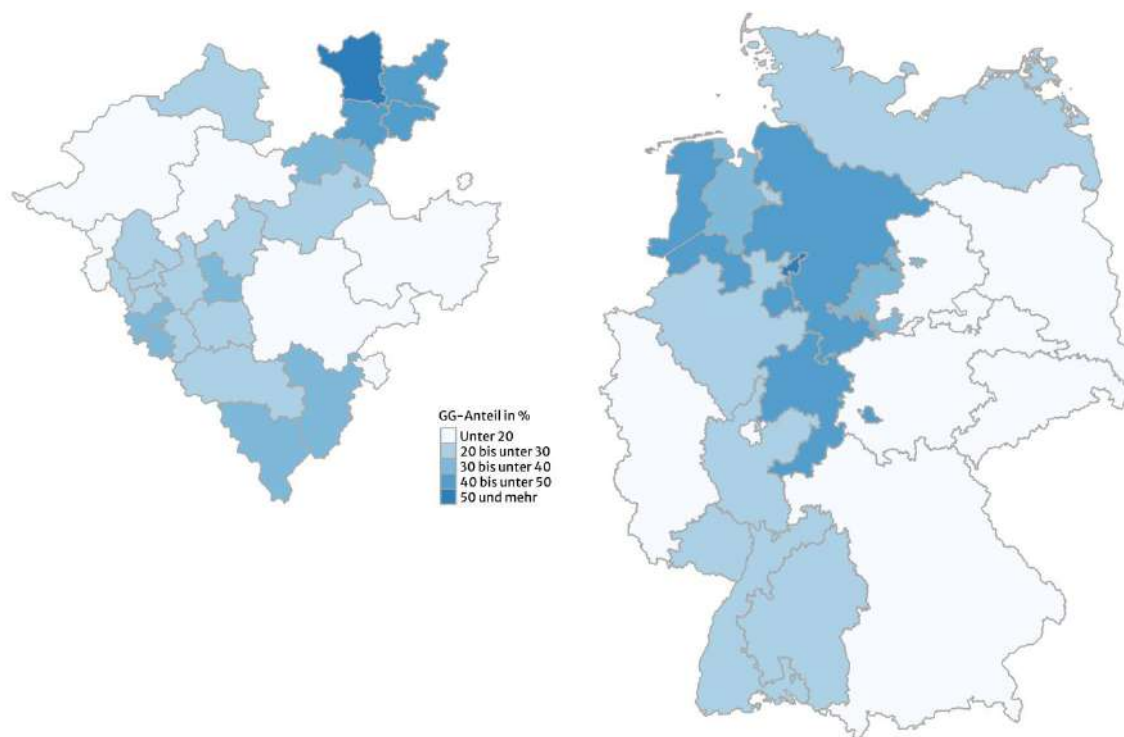 GG-Anteil in %
Unter 20
20 bis unter 30
30 bis unter 40
40 bis unter 50
50 und mehr